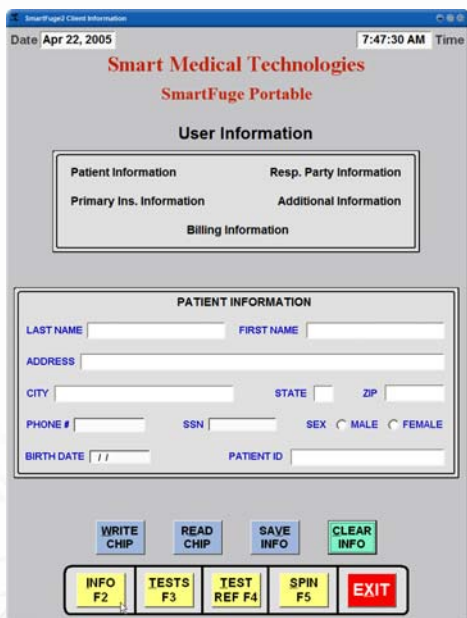 SmartFuge2 Client Information
Date Apr 22, 2005 7:47:30 AM Time
Smart Medical Technologies
SmartFuge Portable
User Information
Patient Information Resp. Party Information
Primary Ins. Information Additional Information
Billing Information
PATIENT INFORMATION
LAST NAME FIRST NAME
ADDRESS
CITY STATE ZIP
PHONE # SSN SEX MALE FEMALE
BIRTH DATE / / PATIENT ID
WRITE CHIP READ CHIP SAVE INFO CLEAR INFO
INFO F2 TESTS F3 TEST REF F4 SPIN F5 EXIT